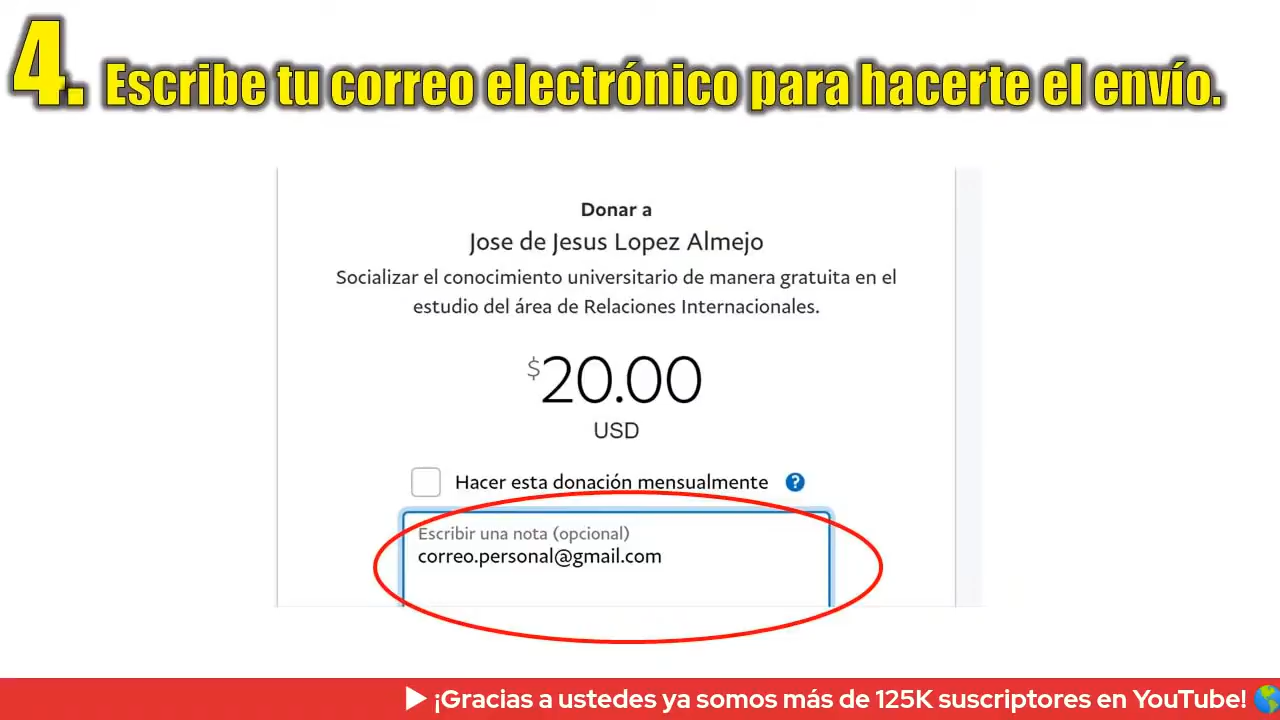 4. Escribe tu correo electrónico para hacerte el envío.
Donar a
Jose de Jesus Lopez Almejo
Socializar el conocimiento universitario de manera gratuita en el
estudio del área de Relaciones Internacionales.
$20.00
USD
Hacer esta donación mensualmente ?
Escribir una nota (opcional)
correo.personal@gmail.com
¡Gracias a ustedes ya somos más de 125K suscriptores en YouTube!